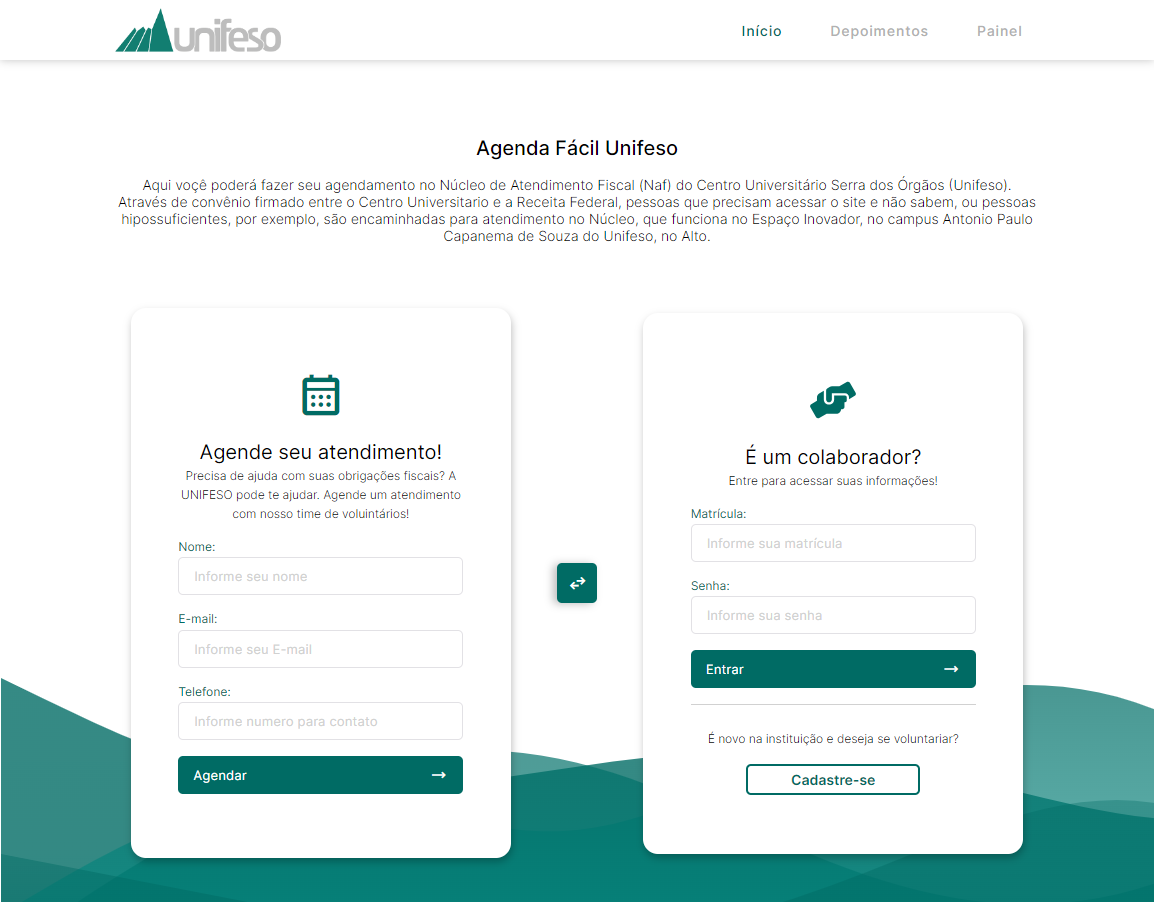 unifeso
Início
Depoimentos
Painel
Agenda Fácil Unifeso
Aqui voçê poderá fazer seu agendamento no Núcleo de Atendimento Fiscal (Naf) do Centro Universitário Serra dos Órgãos (Unifeso).
Através de convênio firmado entre o Centro Universitario e a Receita Federal, pessoas que precisam acessar o site e não sabem, ou pessoas
hipossuficientes, por exemplo, são encaminhadas para atendimento no Núcleo, que funciona no Espaço Inovador, no campus Antonio Paulo
Capanema de Souza do Unifeso, no Alto.
Agende seu atendimento!
Precisa de ajuda com suas obrigações fiscais? A
UNIFESO pode te ajudar. Agende um atendimento
com nosso time de voluintários!
Nome:
Informe seu nome
E-mail:
Informe seu E-mail
Telefone:
Informe numero para contato
Agendar
É um colaborador?
Entre para acessar suas informações!
Matrícula:
Informe sua matrícula
Senha:
Informe sua senha
Entrar
É novo na instituição e deseja se voluntariar?
Cadastre-se